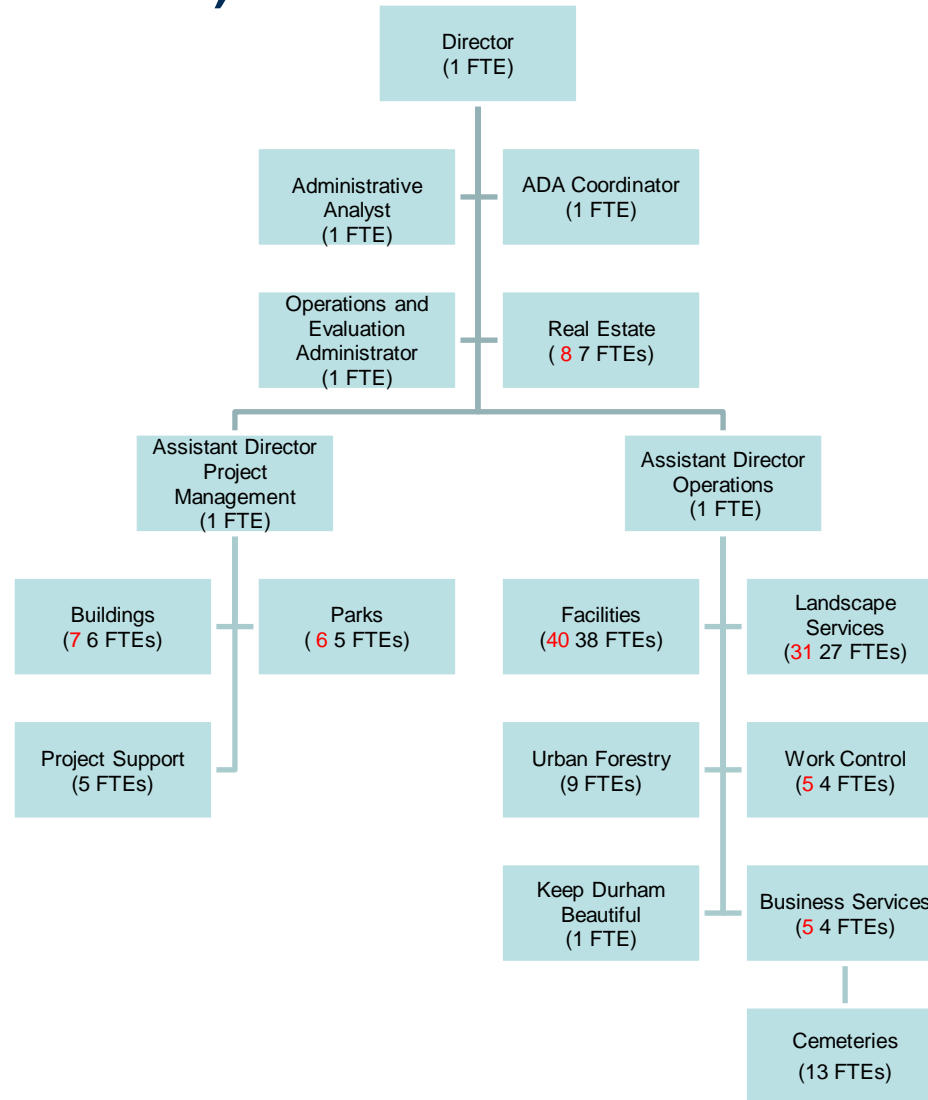 Director
(1 FTE)
Administrative
Analyst
(1 FTE)
ADA Coordinator
(1 FTE)
Operations and
Evaluation
Administrator
(1 FTE)
Real Estate
( 8 7 FTEs)
Assistant Director
Project
Management
(1 FTE)
Assistant Director
Operations
(1 FTE)
Buildings
(7 6 FTEs)
Parks
( 6 5 FTEs)
Facilities
(40 38 FTEs)
Landscape
Services
(31 27 FTEs)
Project Support
(5 FTEs)
Urban Forestry
(9 FTEs)
Work Control
(5 4 FTEs)
Keep Durham
Beautiful
(1 FTE)
Business Services
(5 4 FTEs)
Cemeteries
(13 FTEs)